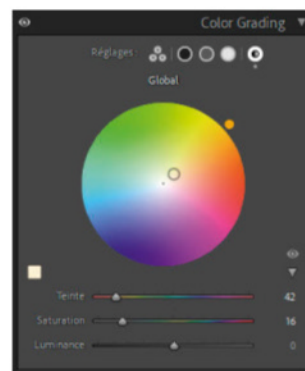 Color Grading
Réglages :
Global
Teinte 42
Saturation 16
Luminance 0